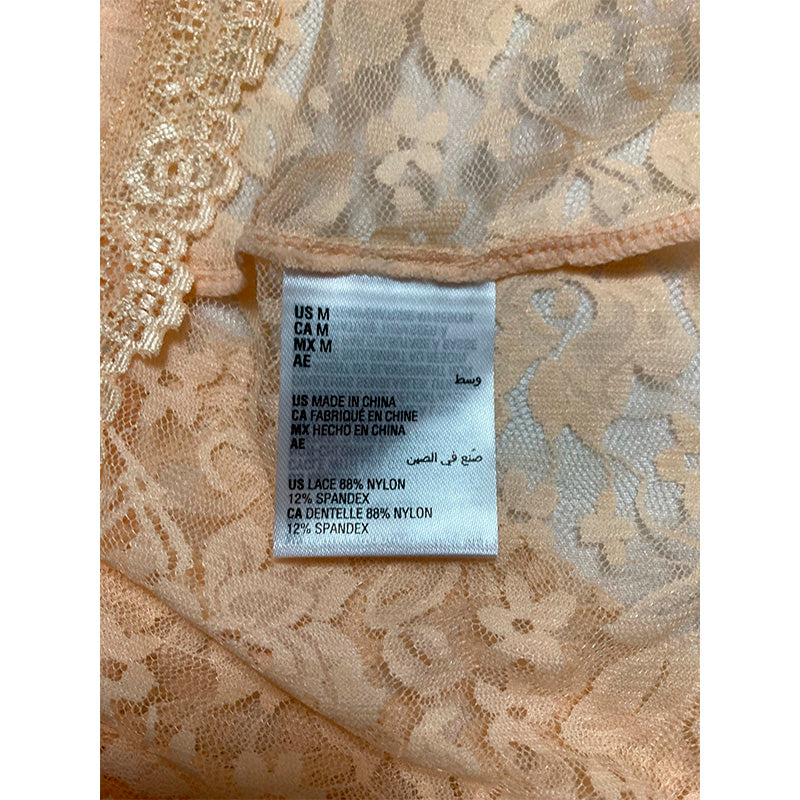 US M
CA M
MX M
AE
وسط
US MADE IN CHINA
CA FABRIQUÉ EN CHINE
MX HECHO EN CHINA
AE
صنع في الصين
US LACE 88% NYLON
12% SPANDEX
CA DENTELLE 88% NYLON
12% SPANDEX